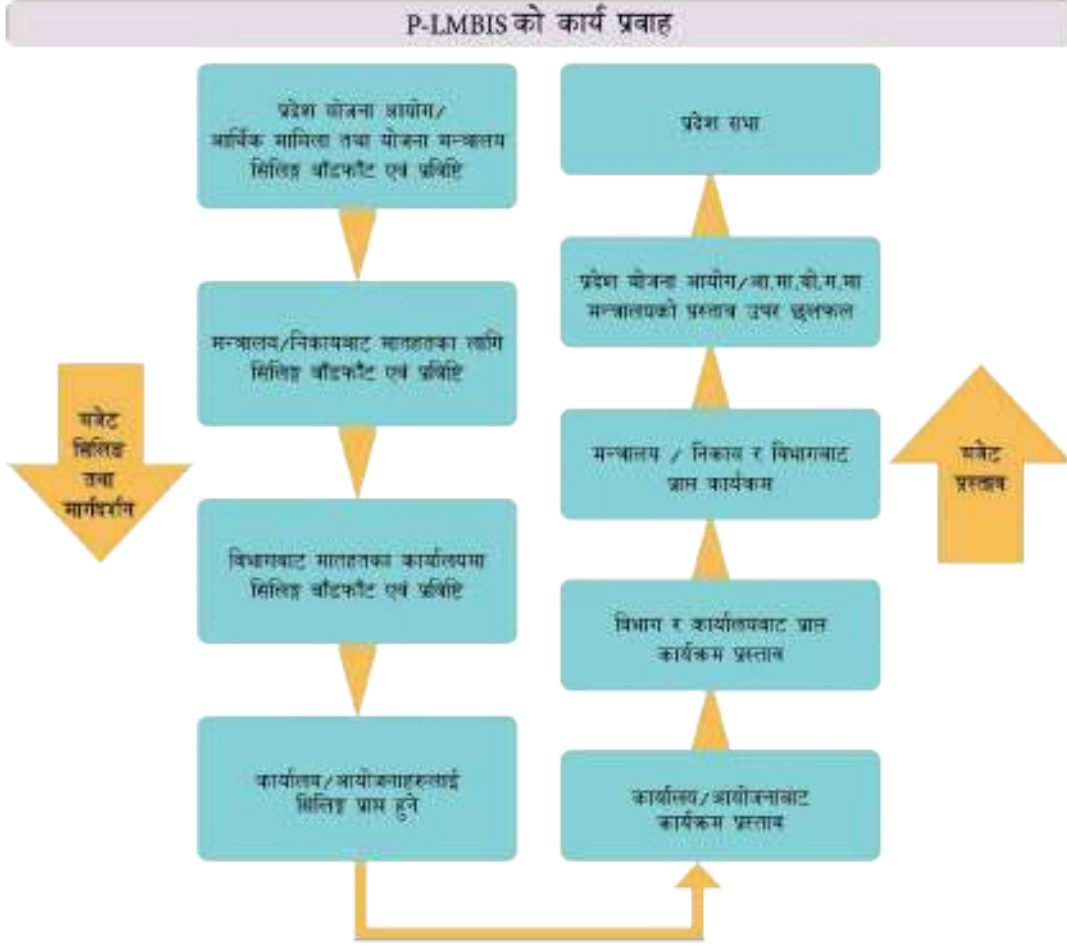 P-LMBIS को कार्य प्रवाह
प्रदेश योजना आयोग/
आर्थिक मामिला तथा योजना मन्त्रालय
सिलिङ्ग बाँडफाँट एवं प्रविष्टि
मन्त्रालय/निकायबाट मातहतका लागि
सिलिङ्ग बाँडफाँट एवं प्रविष्टि
विभागबाट मातहतका कार्यालयमा
सिलिङ्ग बाँडफाँट एवं प्रविष्टि
कार्यालय/आयोजनाहरुलाई
सिलिङ्ग प्राप्त हुने
बजेट
सिलिङ
तथा
मार्गदर्शन
प्रदेश सभा
प्रदेश योजना आयोग/आ.मा.यो.म.मा
मन्त्रालयको प्रस्ताव उपर छलफल
मन्त्रालय / निकाय र विभागबाट
प्राप्त कार्यक्रम
विभाग र कार्यालयबाट प्राप्त
कार्यक्रम प्रस्ताव
कार्यालय/आयोजनाबाट
कार्यक्रम प्रस्ताव
बजेट
प्रस्ताव